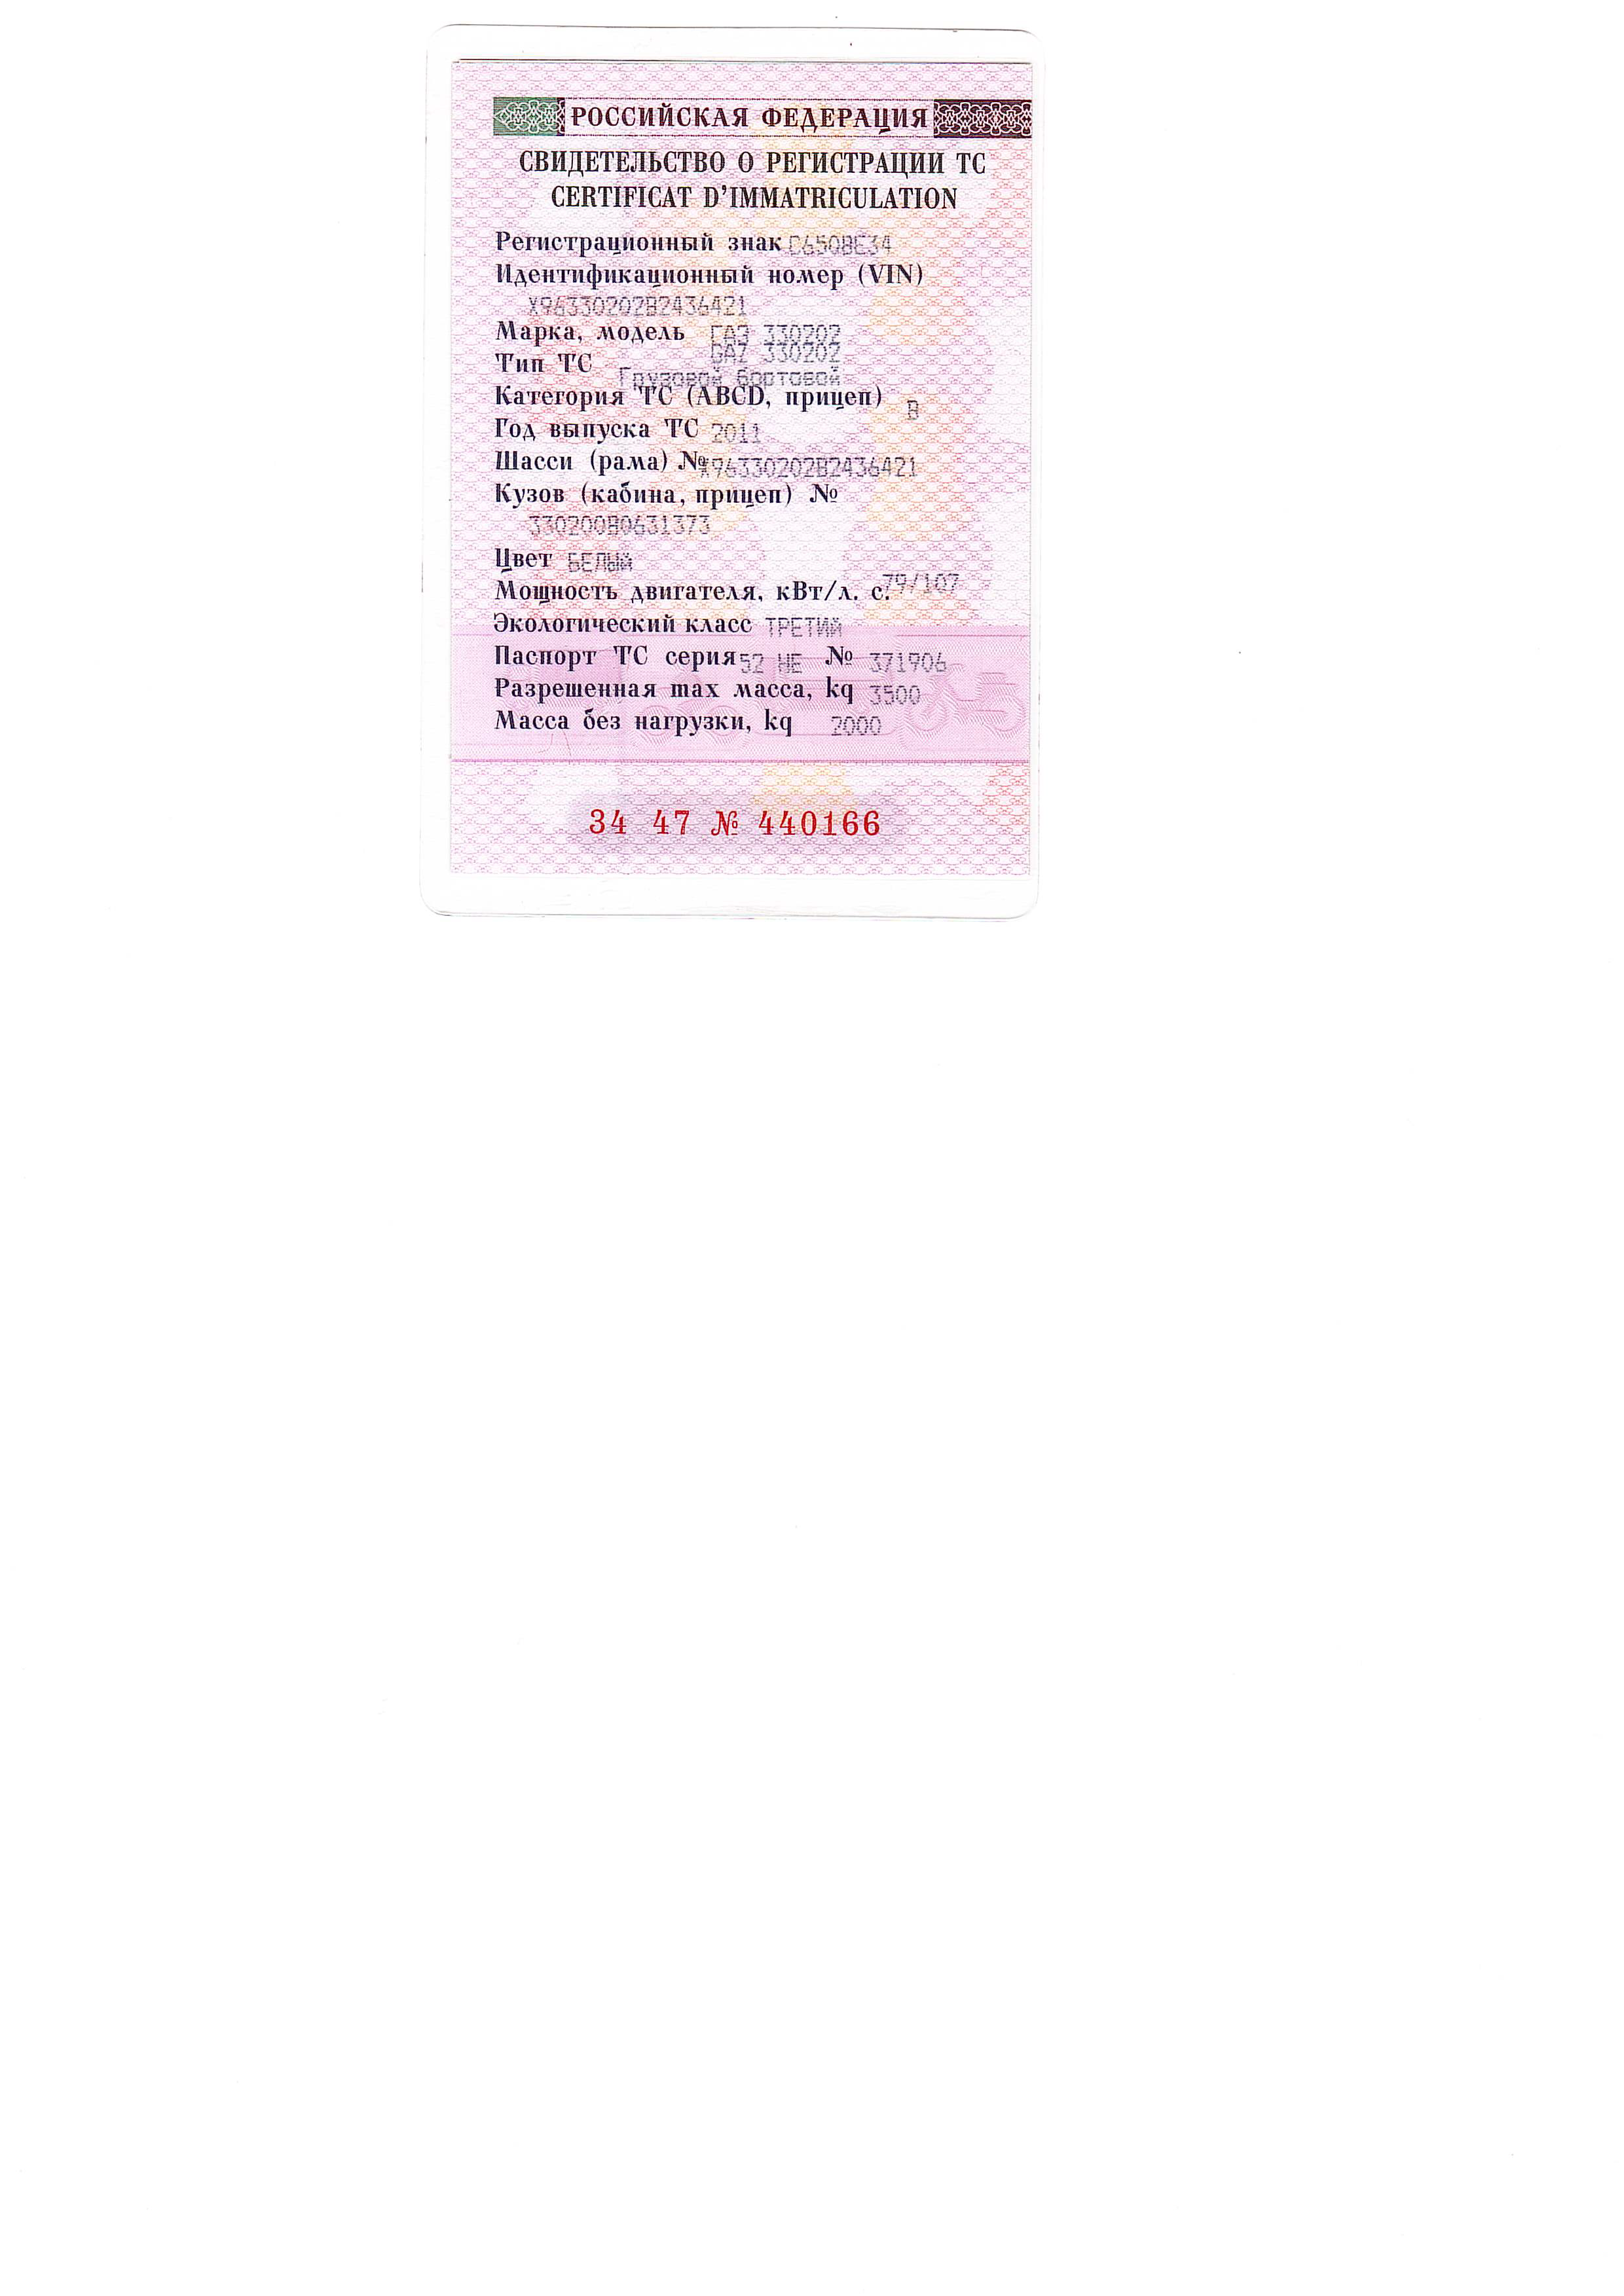 РОССИЙСКАЯ ФЕДЕРАЦИЯ
СВИДЕТЕЛЬСТВО О РЕГИСТРАЦИИ ТС
CERTIFICAT D'IMMATRICULATION
Регистрационный знак С650ВЕ34
Идентификационный номер (VIN)
X96330202B2436421
Марка, модель ГАЗ 330202
GAZ 330202
Тип ТС Грузовой бортовой
Категория ТС (ABCD, прицеп) B
Год выпуска ТС 2011
Шасси (рама) № X96330202B2436421
Кузов (кабина, прицеп) №
330200B0631373
Цвет БЕЛЫЙ
Мощность двигателя, кВт/л. с. 79/107
Экологический класс ТРЕТИЙ
Паспорт ТС серия 52 НЕ № 371906
Разрешенная max масса, kg 3500
Масса без нагрузки, kg 2000
34 47 № 440166